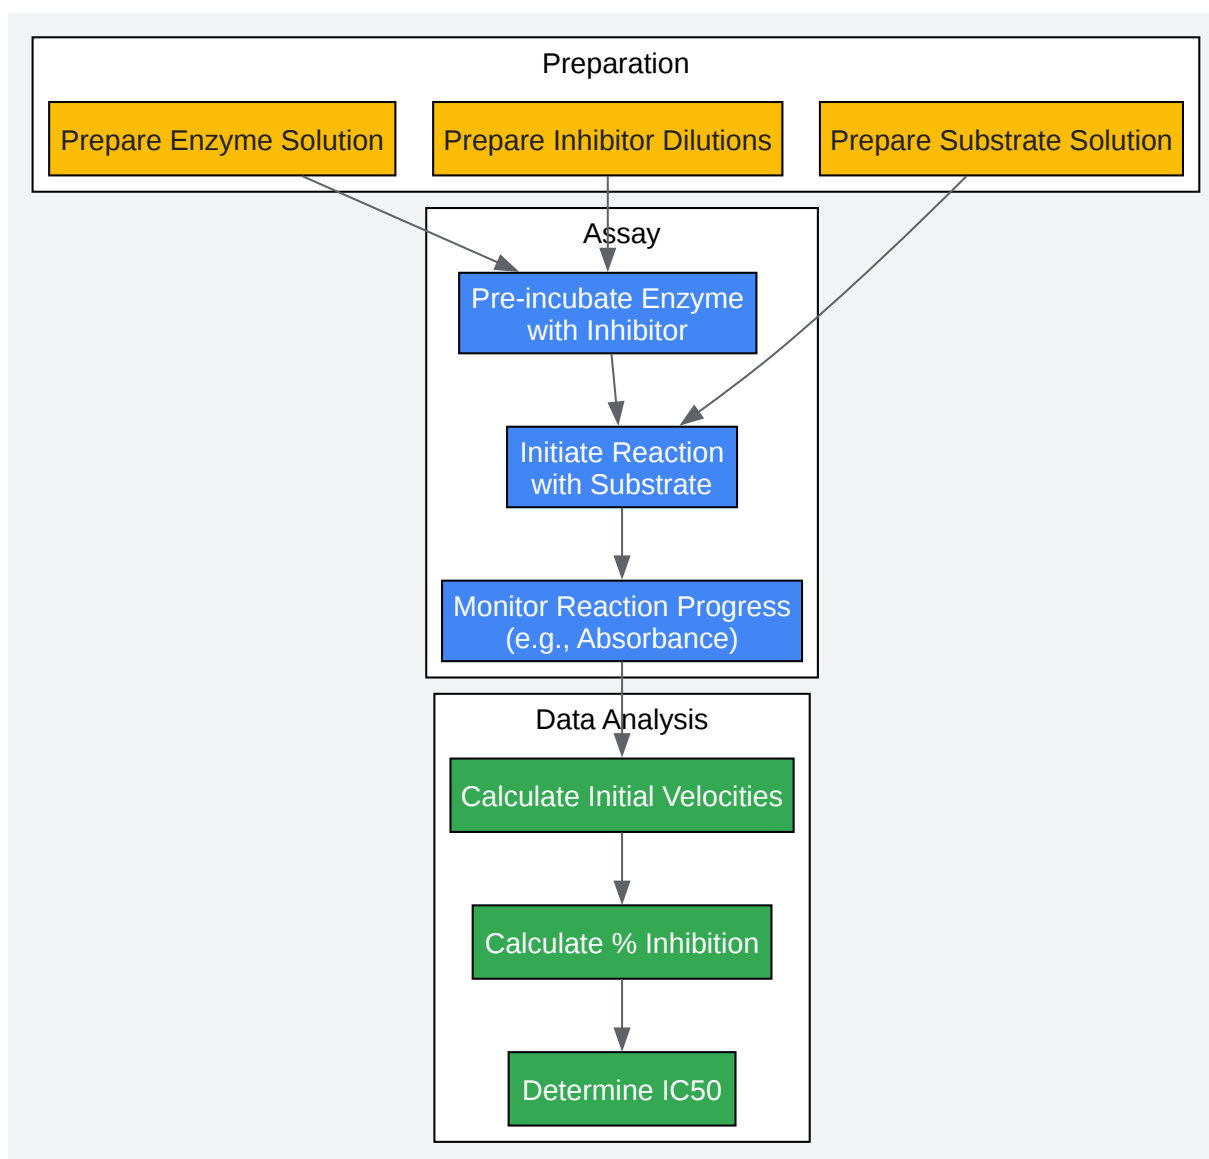 Preparation
Prepare Enzyme Solution
Prepare Inhibitor Dilutions
Prepare Substrate Solution
Assay
Pre-incubate Enzyme
with Inhibitor
Initiate Reaction
with Substrate
Monitor Reaction Progress
(e.g., Absorbance)
Data Analysis
Calculate Initial Velocities
Calculate % Inhibition
Determine IC50